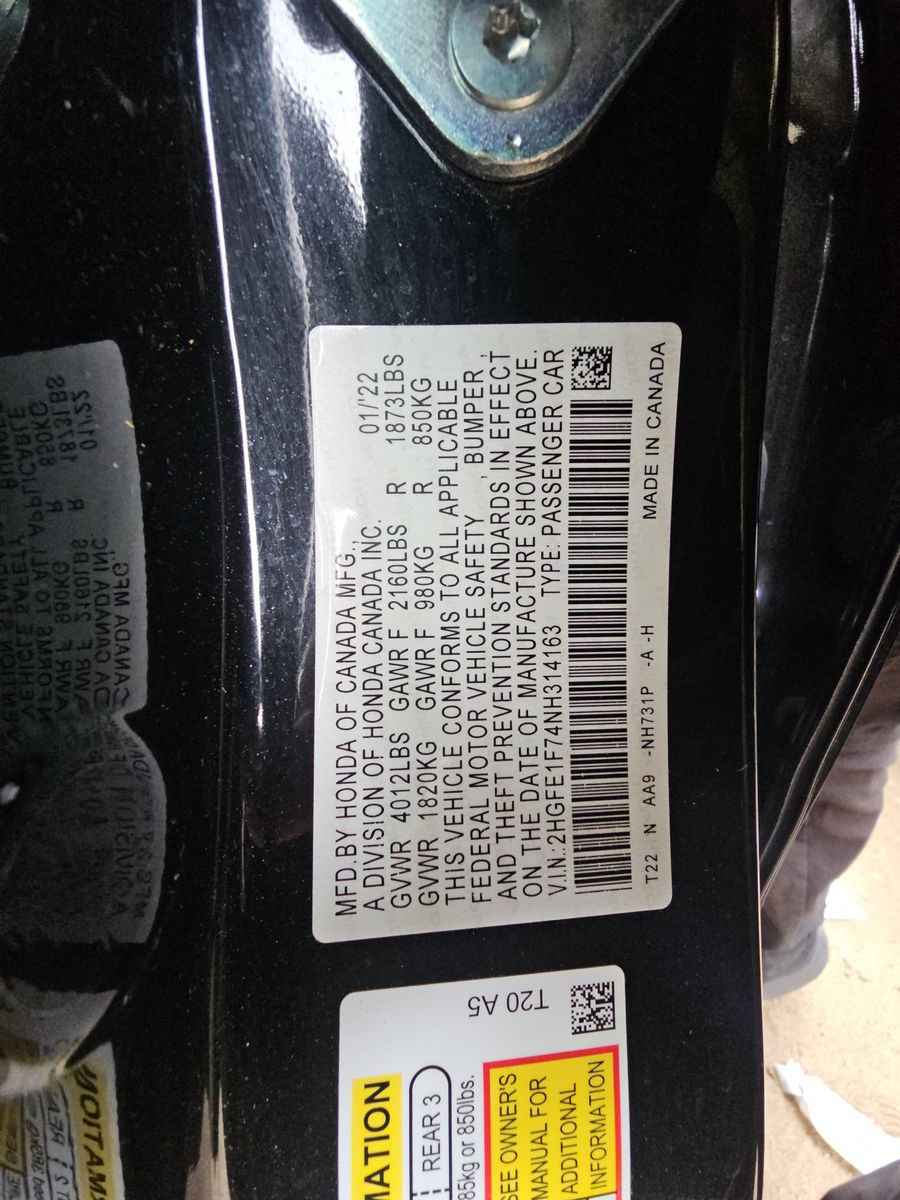 MFD.BY HONDA OF CANADA MFG.,
A DIVISION OF HONDA CANADA INC. 01/'22
GVWR 4012LBS GAWR F 2160LBS R 1873LBS
GVWR 1820KG GAWR F 980KG R 850KG
THIS VEHICLE CONFORMS TO ALL APPLICABLE
FEDERAL MOTOR VEHICLE SAFETY , BUMPER ,
AND THEFT PREVENTION STANDARDS IN EFFECT
ON THE DATE OF MANUFACTURE SHOWN ABOVE.
V.I.N.:2HGFE1F74NH314163 TYPE: PASSENGER CAR
T22 N AA9 -NH731P -A -H MADE IN CANADA
T20 A5
MATION
REAR 3
85kg or 850lbs.
SEE OWNER'S
MANUAL FOR
ADDITIONAL
INFORMATION